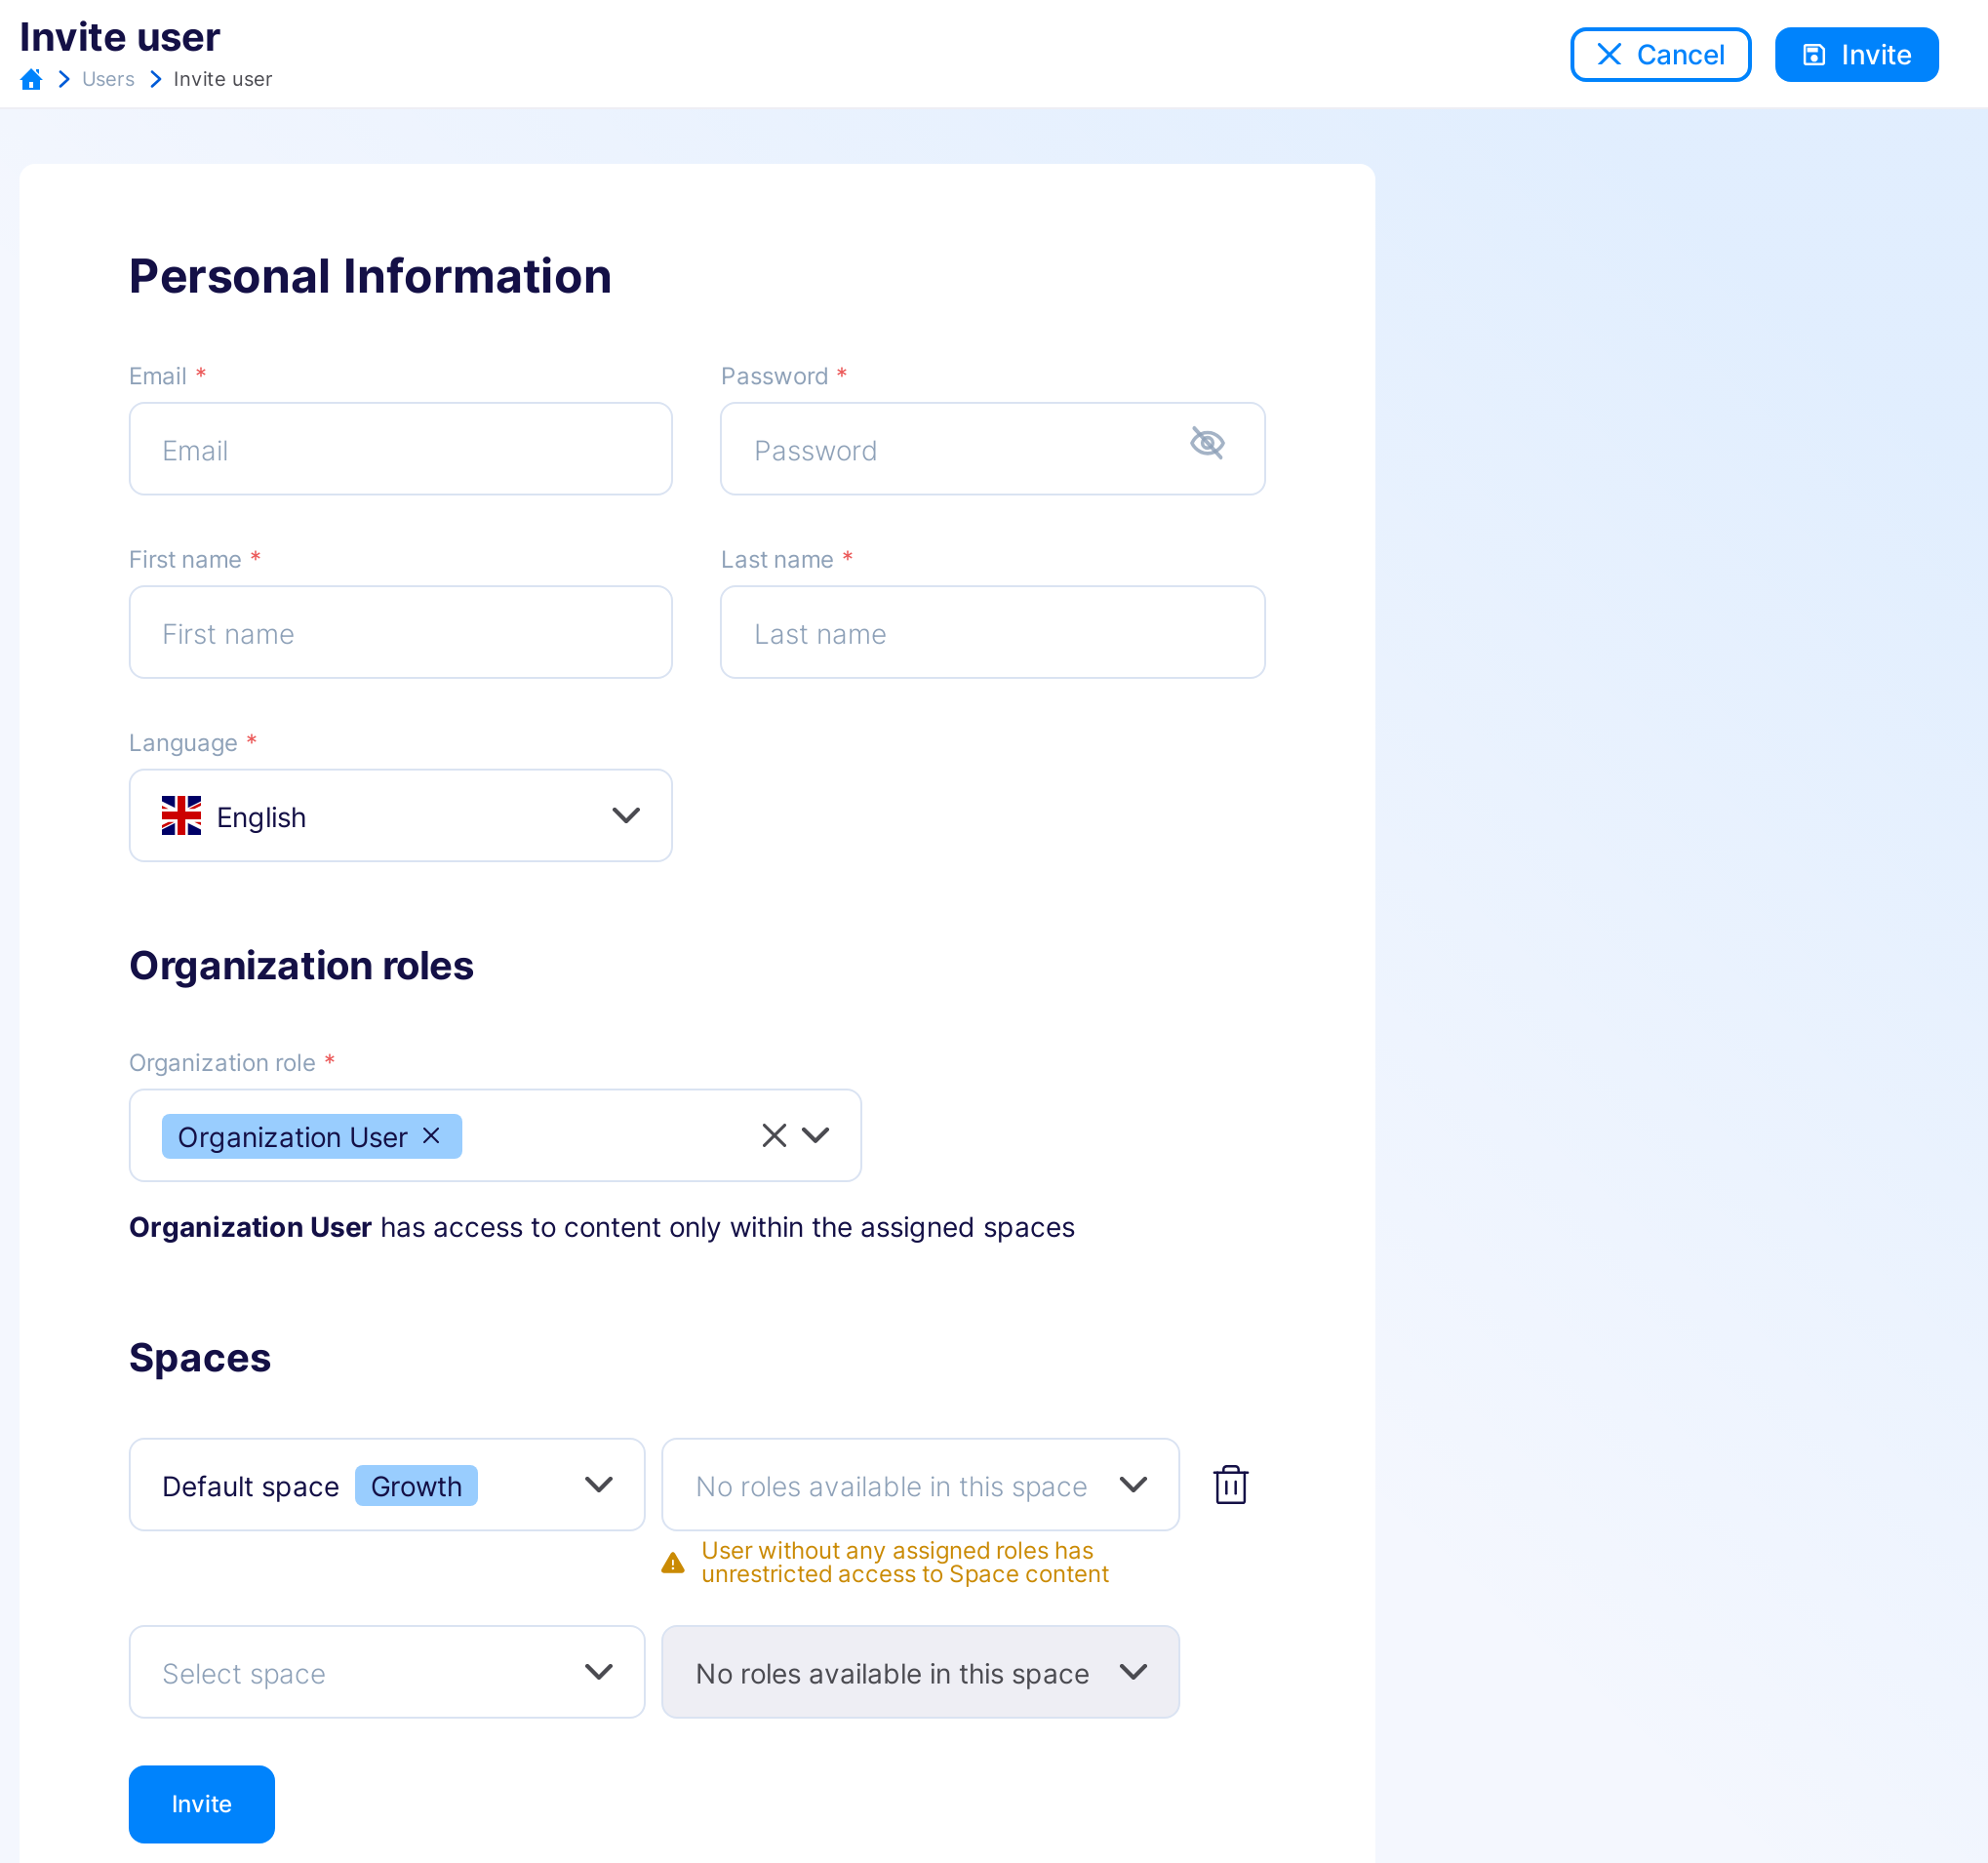 Invite user
Cancel
Invite
Users
Invite user
Personal Information
Email *
Password *
Email
Password
First name *
Last name *
First name
Last name
Language *
English
Organization roles
Organization role *
Organization User
Organization User has access to content only within the assigned spaces
Spaces
Default space Growth
No roles available in this space
User without any assigned roles has
unrestricted access to Space content
Select space
No roles available in this space
Invite